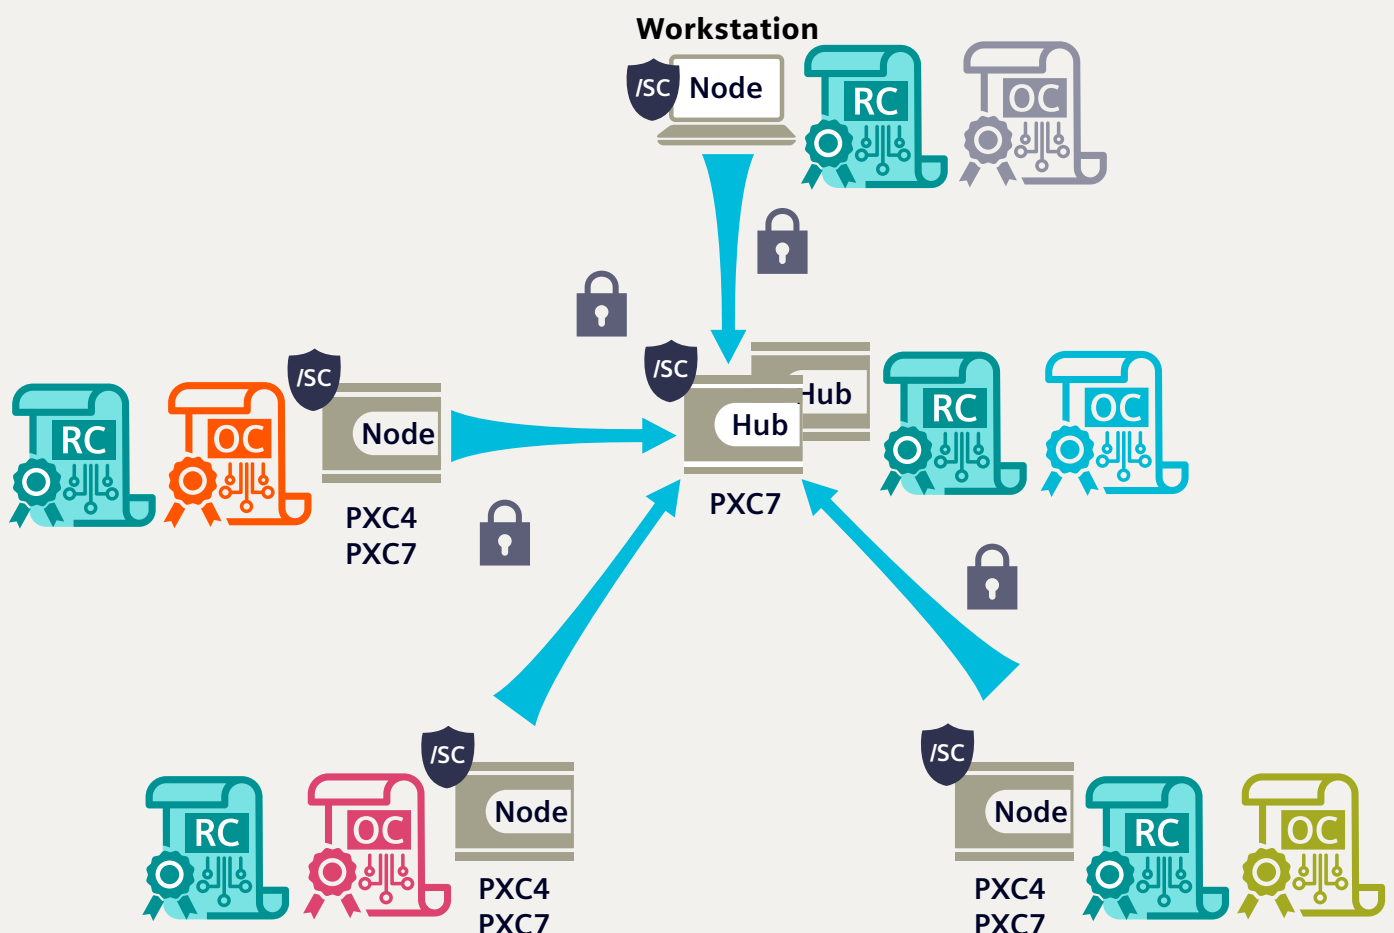 Workstation
/SC
Node
RC
OC
/SC
Hub
Hub
PXC7
RC
OC
RC
OC
/SC
Node
PXC4
PXC7
RC
OC
/SC
Node
PXC4
PXC7
/SC
Node
PXC4
PXC7
RC
OC